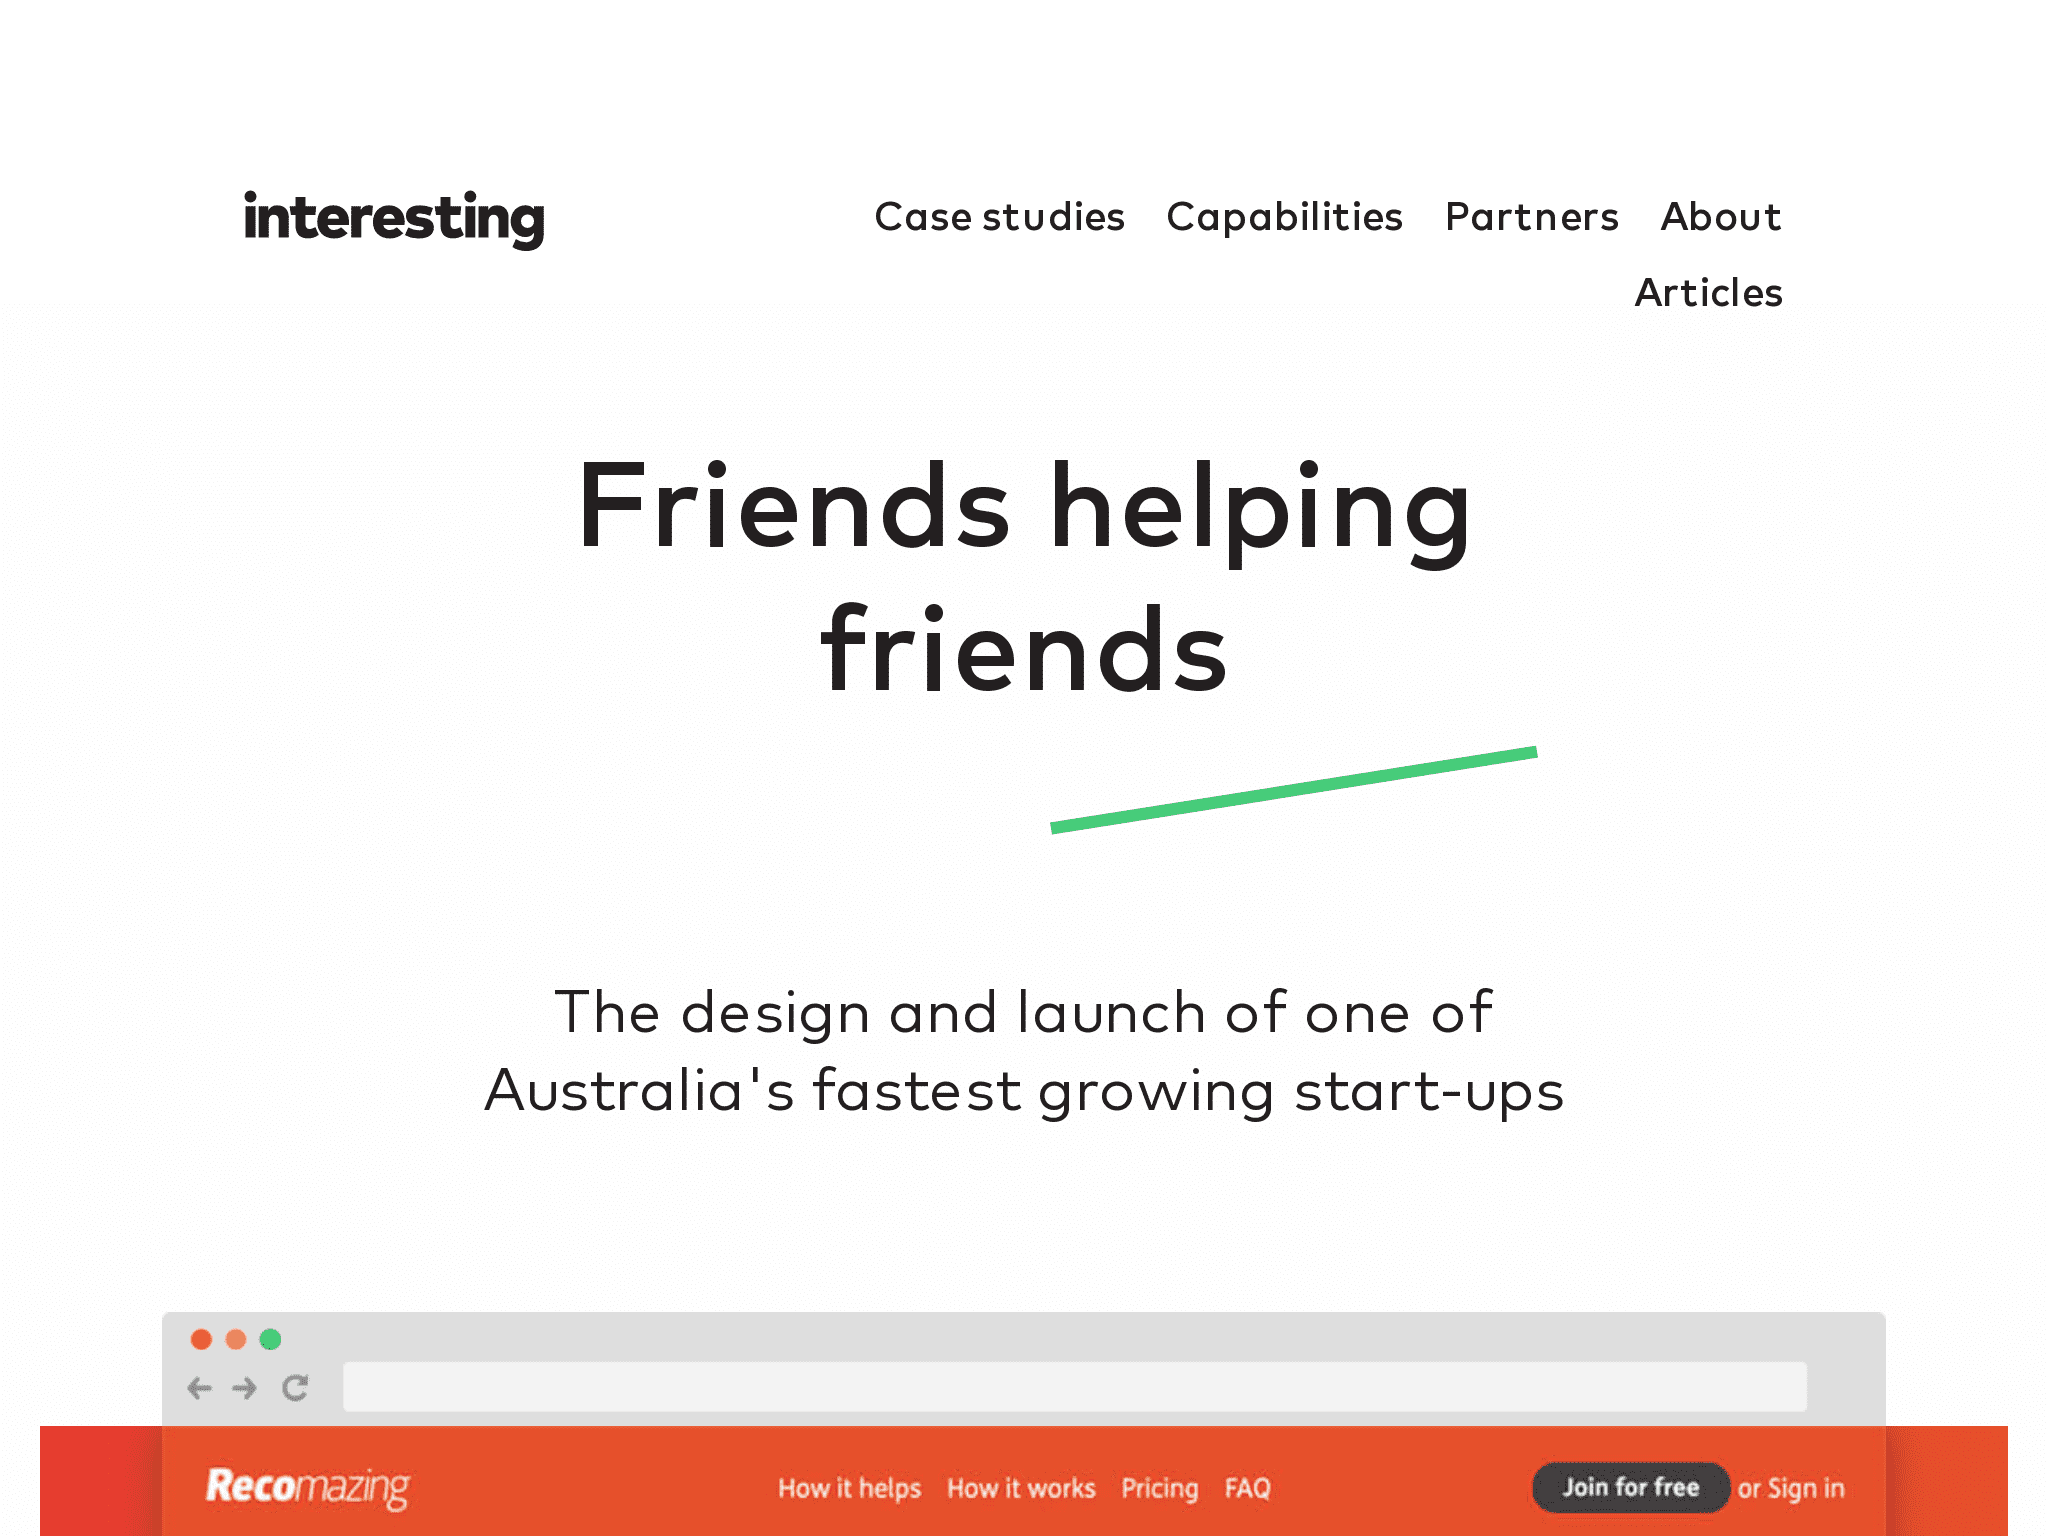 interesting
Case studies Capabilities Partners About
Articles
Friends helping
friends
The design and launch of one of
Australia's fastest growing start-ups
Recomazing How it helps How it works Pricing FAQ Join for free or Sign in